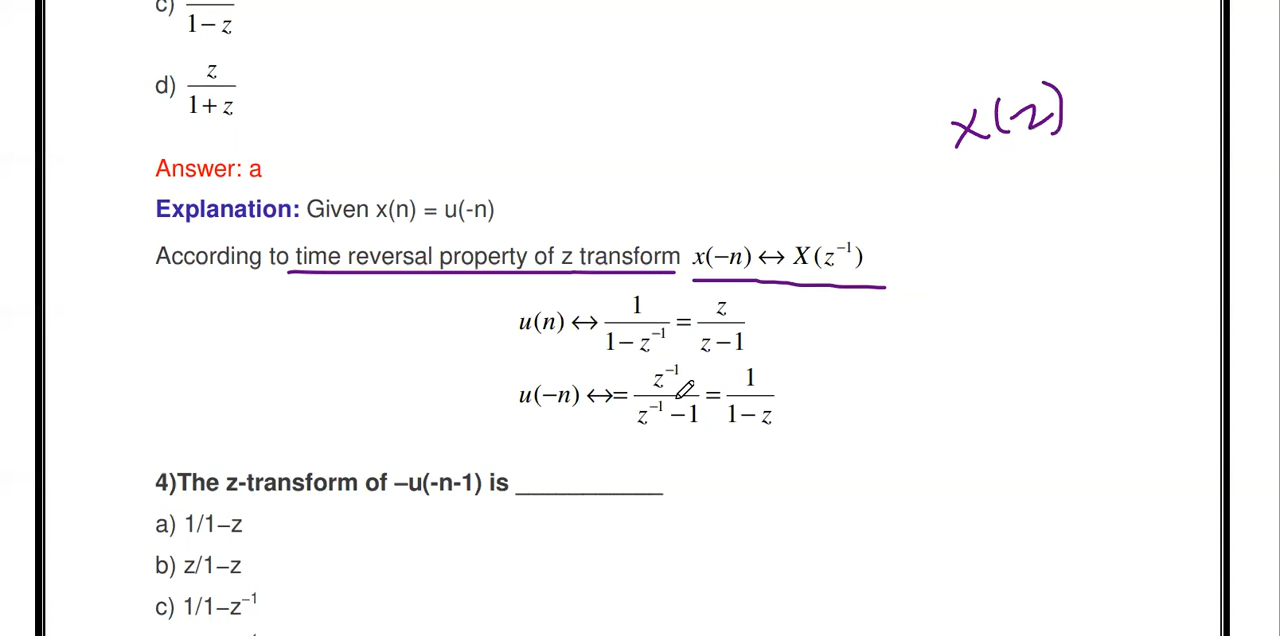 c) 1−z
d) z/1+z
x(z)
Answer: a
Explanation: Given x(n) = u(-n)
According to time reversal property of z transform x(−n) ↔ X(z⁻¹)
u(n) ↔ 1/1−z⁻¹ = z/z−1
u(−n) ↔= z⁻¹/z⁻¹−1 = 1/1−z
4)The z-transform of –u(-n-1) is ___________
a) 1/1–z
b) z/1–z
c) 1/1–z⁻¹